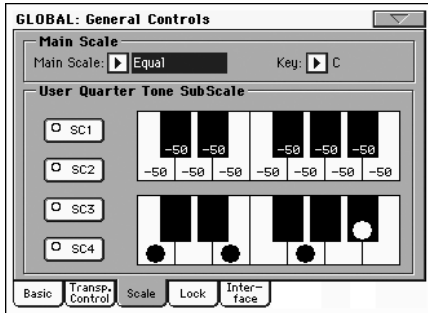 GLOBAL: General Controls
Main Scale
Main Scale: Equal Key: C
User Quarter Tone SubScale
SC1
-50 -50 -50 -50 -50
SC2
-50 -50 -50 -50 -50 -50 -50
SC3
SC4
Basic Transp. Control Scale Lock Inter-face